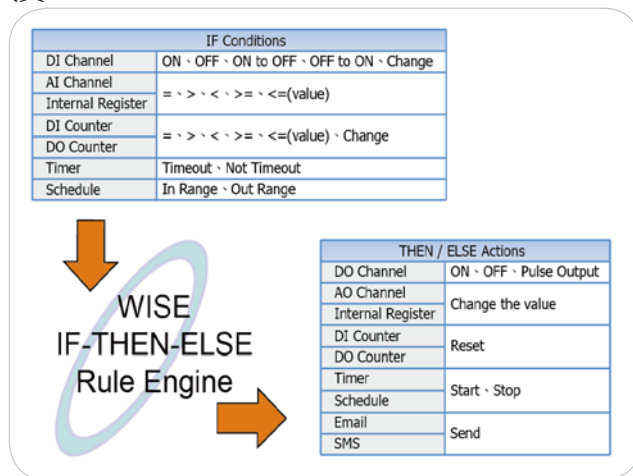 IF Conditions
DI Channel ON、OFF、ON to OFF、OFF to ON、Change
AI Channel
Internal Register
=、>、<、>=、<=(value)
DI Counter
DO Counter
=、>、<、>=、<=(value)、Change
Timer Timeout、Not Timeout
Schedule In Range、Out Range
WISE
IF-THEN-ELSE
Rule Engine
THEN / ELSE Actions
DO Channel ON、OFF、Pulse Output
AO Channel
Internal Register
Change the value
DI Counter
DO Counter
Reset
Timer
Schedule
Start、Stop
Email
SMS
Send